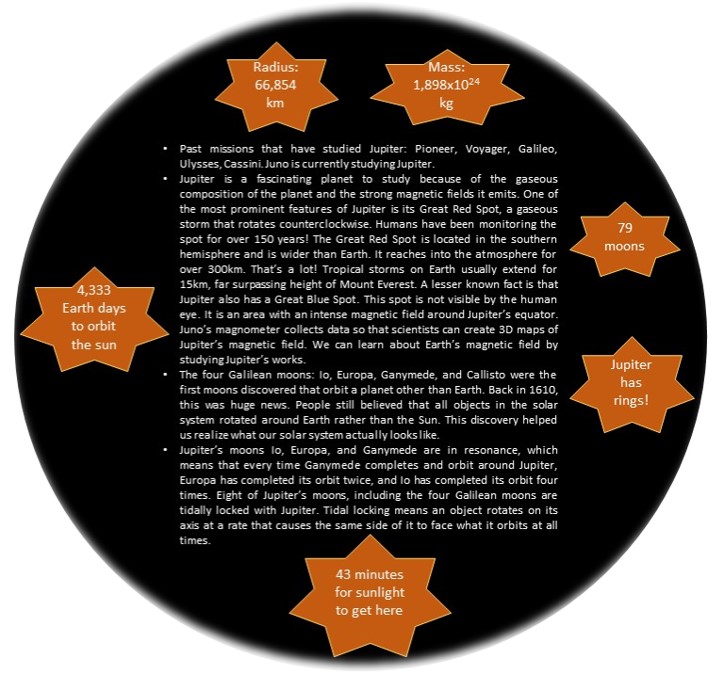 Radius:
66,854
km
Mass:
1,898x10²⁴
kg
• Past missions that have studied Jupiter: Pioneer, Voyager, Galileo,
Ulysses, Cassini. Juno is currently studying Jupiter.
• Jupiter is a fascinating planet to study because of the gaseous
composition of the planet and the strong magnetic fields it emits. One of
the most prominent features of Jupiter is its Great Red Spot, a gaseous
storm that rotates counterclockwise. Humans have been monitoring the
spot for over 150 years! The Great Red Spot is located in the southern
hemisphere and is wider than Earth. It reaches into the atmosphere for
over 300km. That's a lot! Tropical storms on Earth usually extend for
15km, far surpassing height of Mount Everest. A lesser known fact is that
Jupiter also has a Great Blue Spot. This spot is not visible by the human
eye. It is an area with an intense magnetic field around Jupiter's equator.
Juno's magnometer collects data so that scientists can create 3D maps of
Jupiter's magnetic field. We can learn about Earth's magnetic field by
studying Jupiter's works.
• The four Galilean moons: Io, Europa, Ganymede, and Callisto were the
first moons discovered that orbit a planet other than Earth. Back in 1610,
this was huge news. People still believed that all objects in the solar
system rotated around Earth rather than the Sun. This discovery helped
us realize what our solar system actually looks like.
• Jupiter's moons Io, Europa, and Ganymede are in resonance, which
means that every time Ganymede completes and orbit around Jupiter,
Europa has completed its orbit twice, and Io has completed its orbit four
times. Eight of Jupiter's moons, including the four Galilean moons are
tidally locked with Jupiter. Tidal locking means an object rotates on its
axis at a rate that causes the same side of it to face what it orbits at all
times.
79
moons
4,333
Earth days
to orbit
the sun
Jupiter
has
rings!
43 minutes
for sunlight
to get here